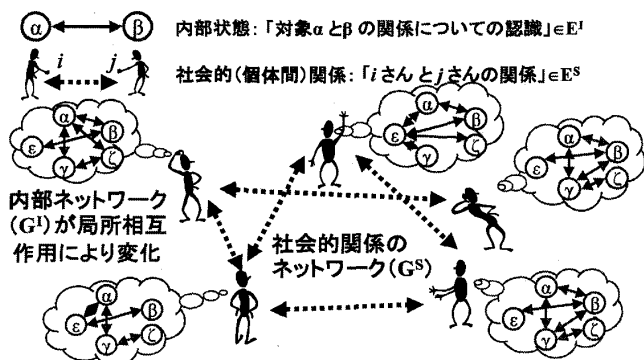 α β 内部状態:「対象αとβの関係についての認識」∈E^I
i j 社会的(個体間)関係:「iさんとjさんの関係」∈E^S
α
β
ε
ζ
γ
α
β
ε
ζ
γ
α
β
ε
ζ
γ
内部ネットワーク
(G^I)が局所相互
作用により変化
社会的関係の
ネットワーク(G^S)
α
β
ε
ζ
γ
α
β
ε
ζ
γ